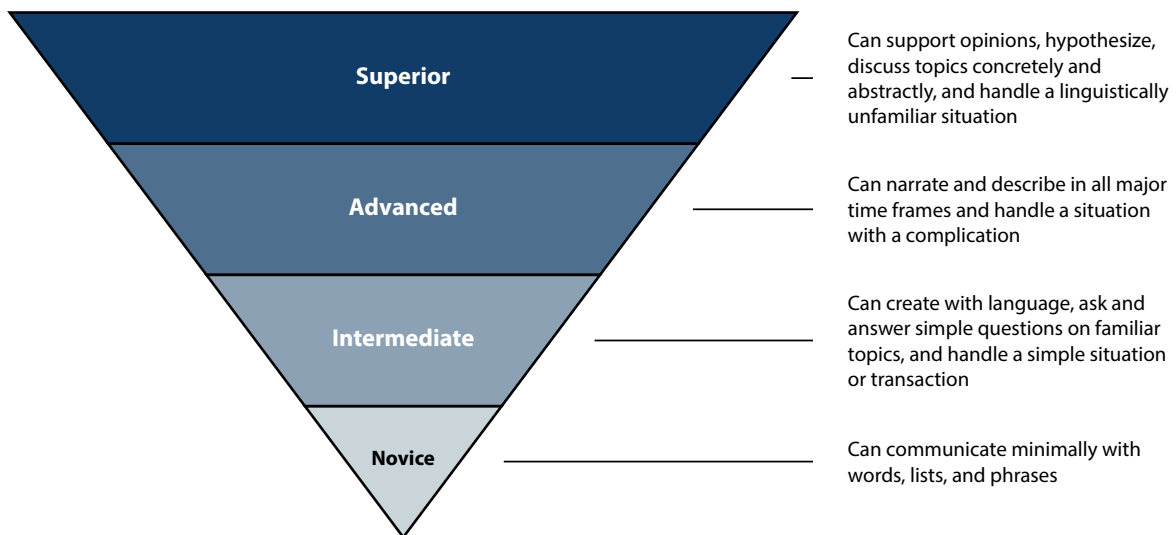 Superior
Can support opinions, hypothesize,
discuss topics concretely and
abstractly, and handle a linguistically
unfamiliar situation
Advanced
Can narrate and describe in all major
time frames and handle a situation
with a complication
Intermediate
Can create with language, ask and
answer simple questions on familiar
topics, and handle a simple situation
or transaction
Novice
Can communicate minimally with
words, lists, and phrases